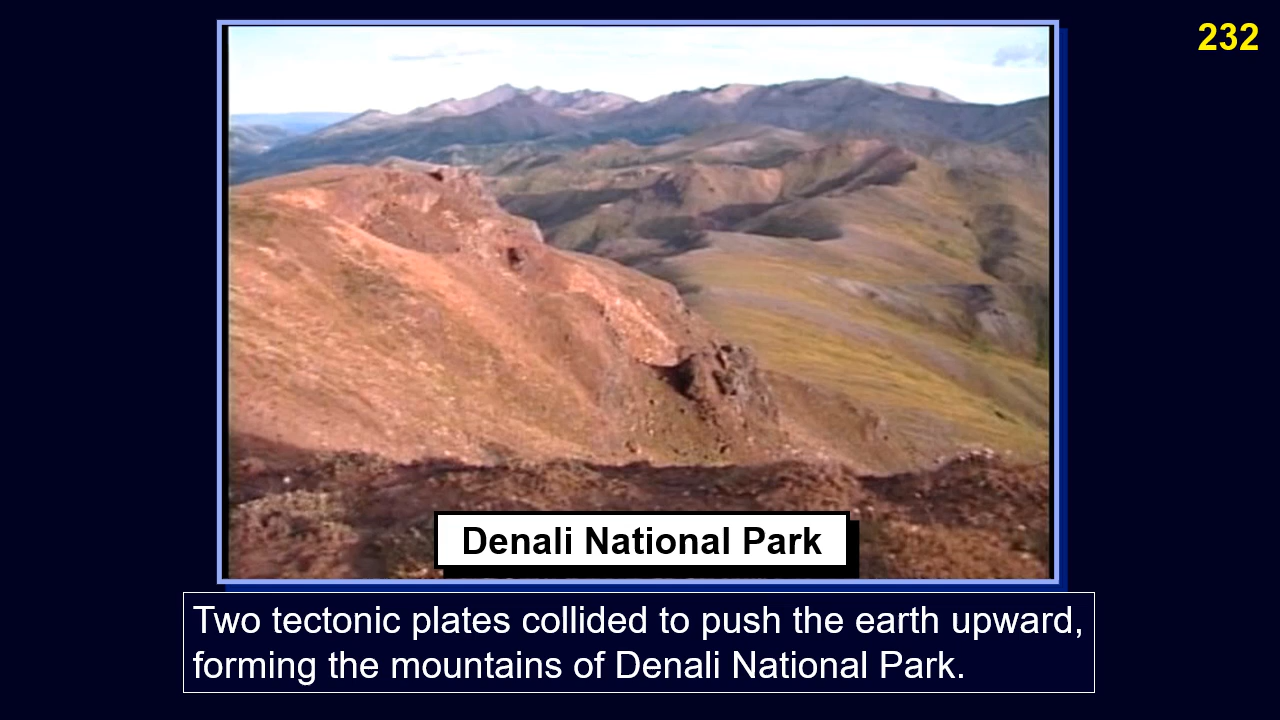 232
Denali National Park
Two tectonic plates collided to push the earth upward,
forming the mountains of Denali National Park.